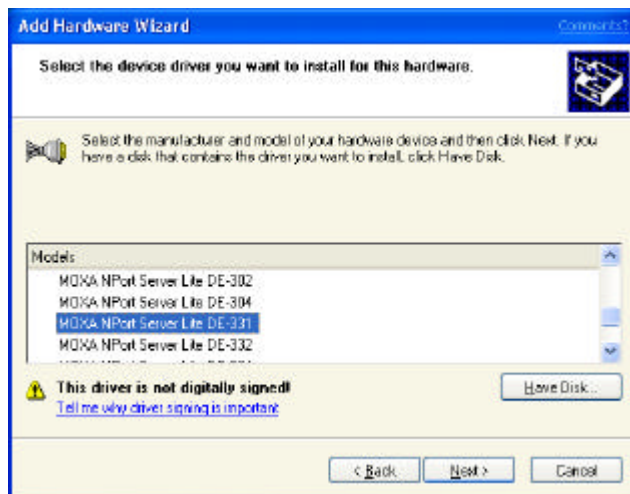 Add Hardware Wizard
Comments?
Select the device driver you want to install for this hardware.
Select the manufacturer and model of your hardware device and then click Next. If you
have a disk that contains the driver you want to install, click Have Disk.
Models
MOXA NPort Server Lite DE-302
MOXA NPort Server Lite DE-304
MOXA NPort Server Lite DE-331
MOXA NPort Server Lite DE-332
This driver is not digitally signed!
Have Disk...
Tell me why driver signing is important
< Back
Next >
Cancel